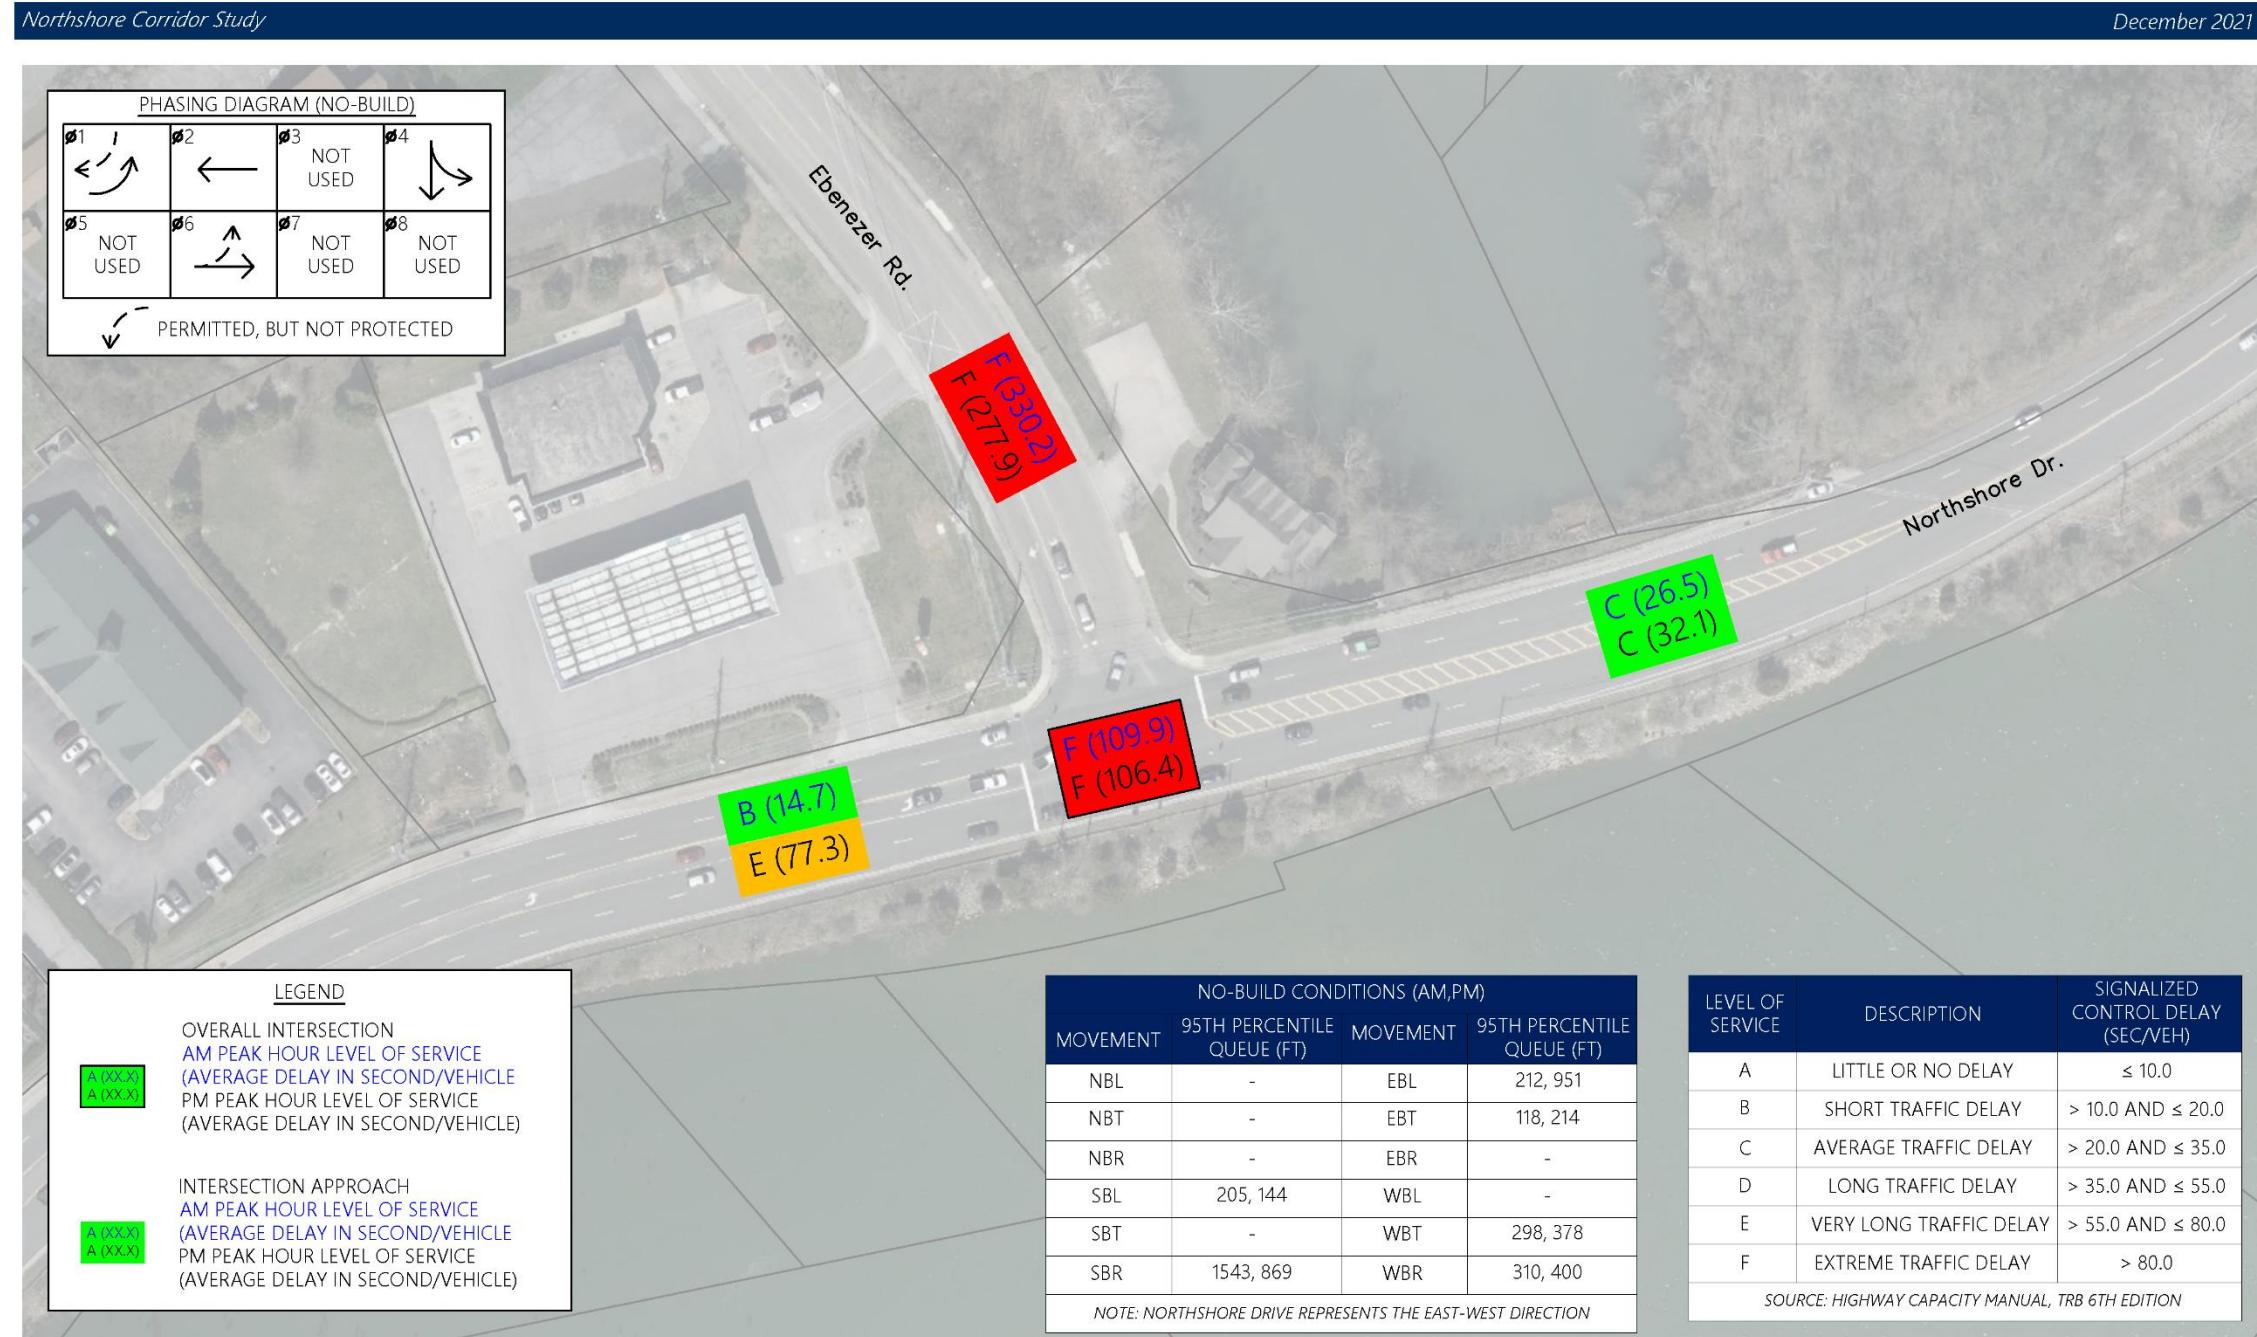 Northshore Corridor Study
December 2021
PHASING DIAGRAM (NO-BUILD)
ø1
ø2
ø3
NOT
USED
ø4
ø5
NOT
USED
ø6
ø7
NOT
USED
ø8
NOT
USED
PERMITTED, BUT NOT PROTECTED
Ebenezer Rd.
F (330.2)
F (277.9)
Northshore Dr.
C (26.5)
C (32.1)
F (109.9)
F (106.4)
B (14.7)
E (77.3)
LEGEND
OVERALL INTERSECTION
AM PEAK HOUR LEVEL OF SERVICE
A (XX.X) (AVERAGE DELAY IN SECOND/VEHICLE
A (XX.X) PM PEAK HOUR LEVEL OF SERVICE
(AVERAGE DELAY IN SECOND/VEHICLE)
INTERSECTION APPROACH
AM PEAK HOUR LEVEL OF SERVICE
A (XX.X) (AVERAGE DELAY IN SECOND/VEHICLE
A (XX.X) PM PEAK HOUR LEVEL OF SERVICE
(AVERAGE DELAY IN SECOND/VEHICLE)
NO-BUILD CONDITIONS (AM,PM)
MOVEMENT 95TH PERCENTILE QUEUE (FT) MOVEMENT 95TH PERCENTILE QUEUE (FT)
NBL - EBL 212, 951
NBT - EBT 118, 214
NBR - EBR -
SBL 205, 144 WBL -
SBT - WBT 298, 378
SBR 1543, 869 WBR 310, 400
NOTE: NORTHSHORE DRIVE REPRESENTS THE EAST-WEST DIRECTION
LEVEL OF SERVICE DESCRIPTION SIGNALIZED CONTROL DELAY (SEC/VEH)
A LITTLE OR NO DELAY ≤ 10.0
B SHORT TRAFFIC DELAY > 10.0 AND ≤ 20.0
C AVERAGE TRAFFIC DELAY > 20.0 AND ≤ 35.0
D LONG TRAFFIC DELAY > 35.0 AND ≤ 55.0
E VERY LONG TRAFFIC DELAY > 55.0 AND ≤ 80.0
F EXTREME TRAFFIC DELAY > 80.0
SOURCE: HIGHWAY CAPACITY MANUAL, TRB 6TH EDITION